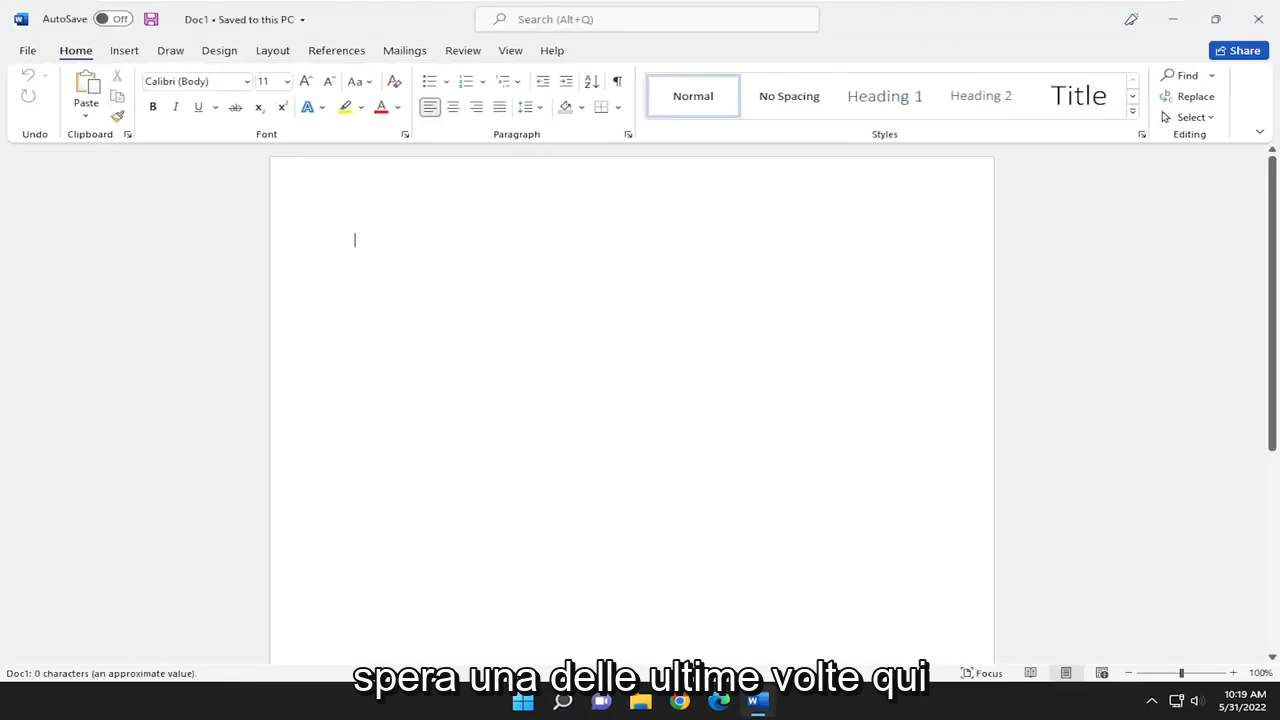 AutoSave Off Doc1 • Saved to this PC Search (Alt+Q)
File Home Insert Draw Design Layout References Mailings Review View Help Share
Calibri (Body) 11 Aa
Paste
Normal No Spacing Heading 1 Heading 2 Title
Find
Replace
Select
Undo Clipboard Font Paragraph Styles Editing
Doc1: 0 characters (an approximate value). Focus 100%
spera una delle ultime volte qui
10:19 AM
5/31/2022